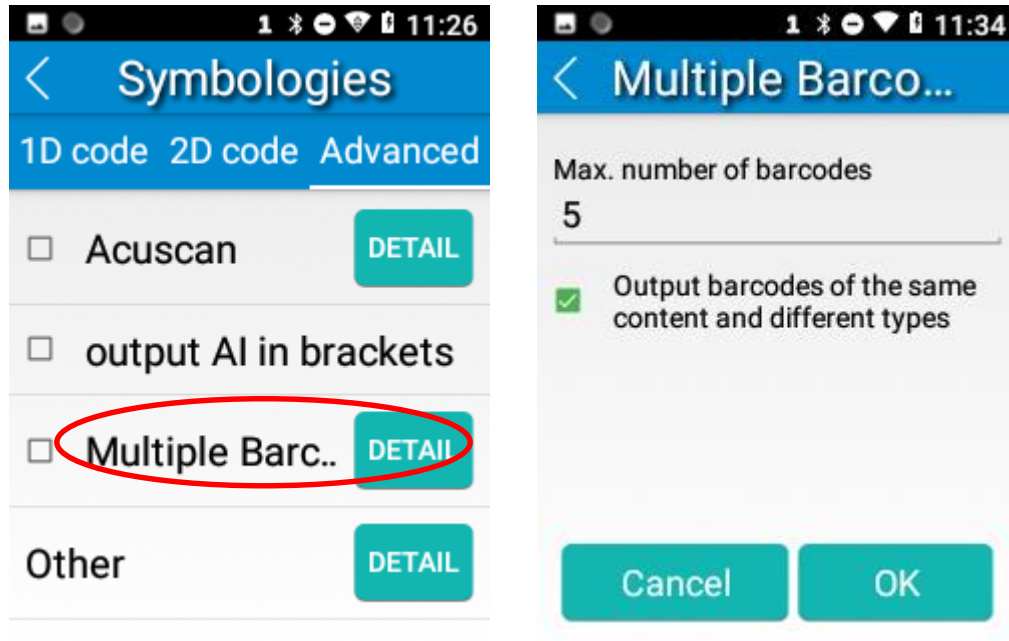 1 11:26
Symbologies
1D code 2D code Advanced
Acuscan DETAIL
output AI in brackets
Multiple Barc.. DETAIL
Other DETAIL
1 11:34
Multiple Barco...
Max. number of barcodes
5
Output barcodes of the same
content and different types
Cancel OK